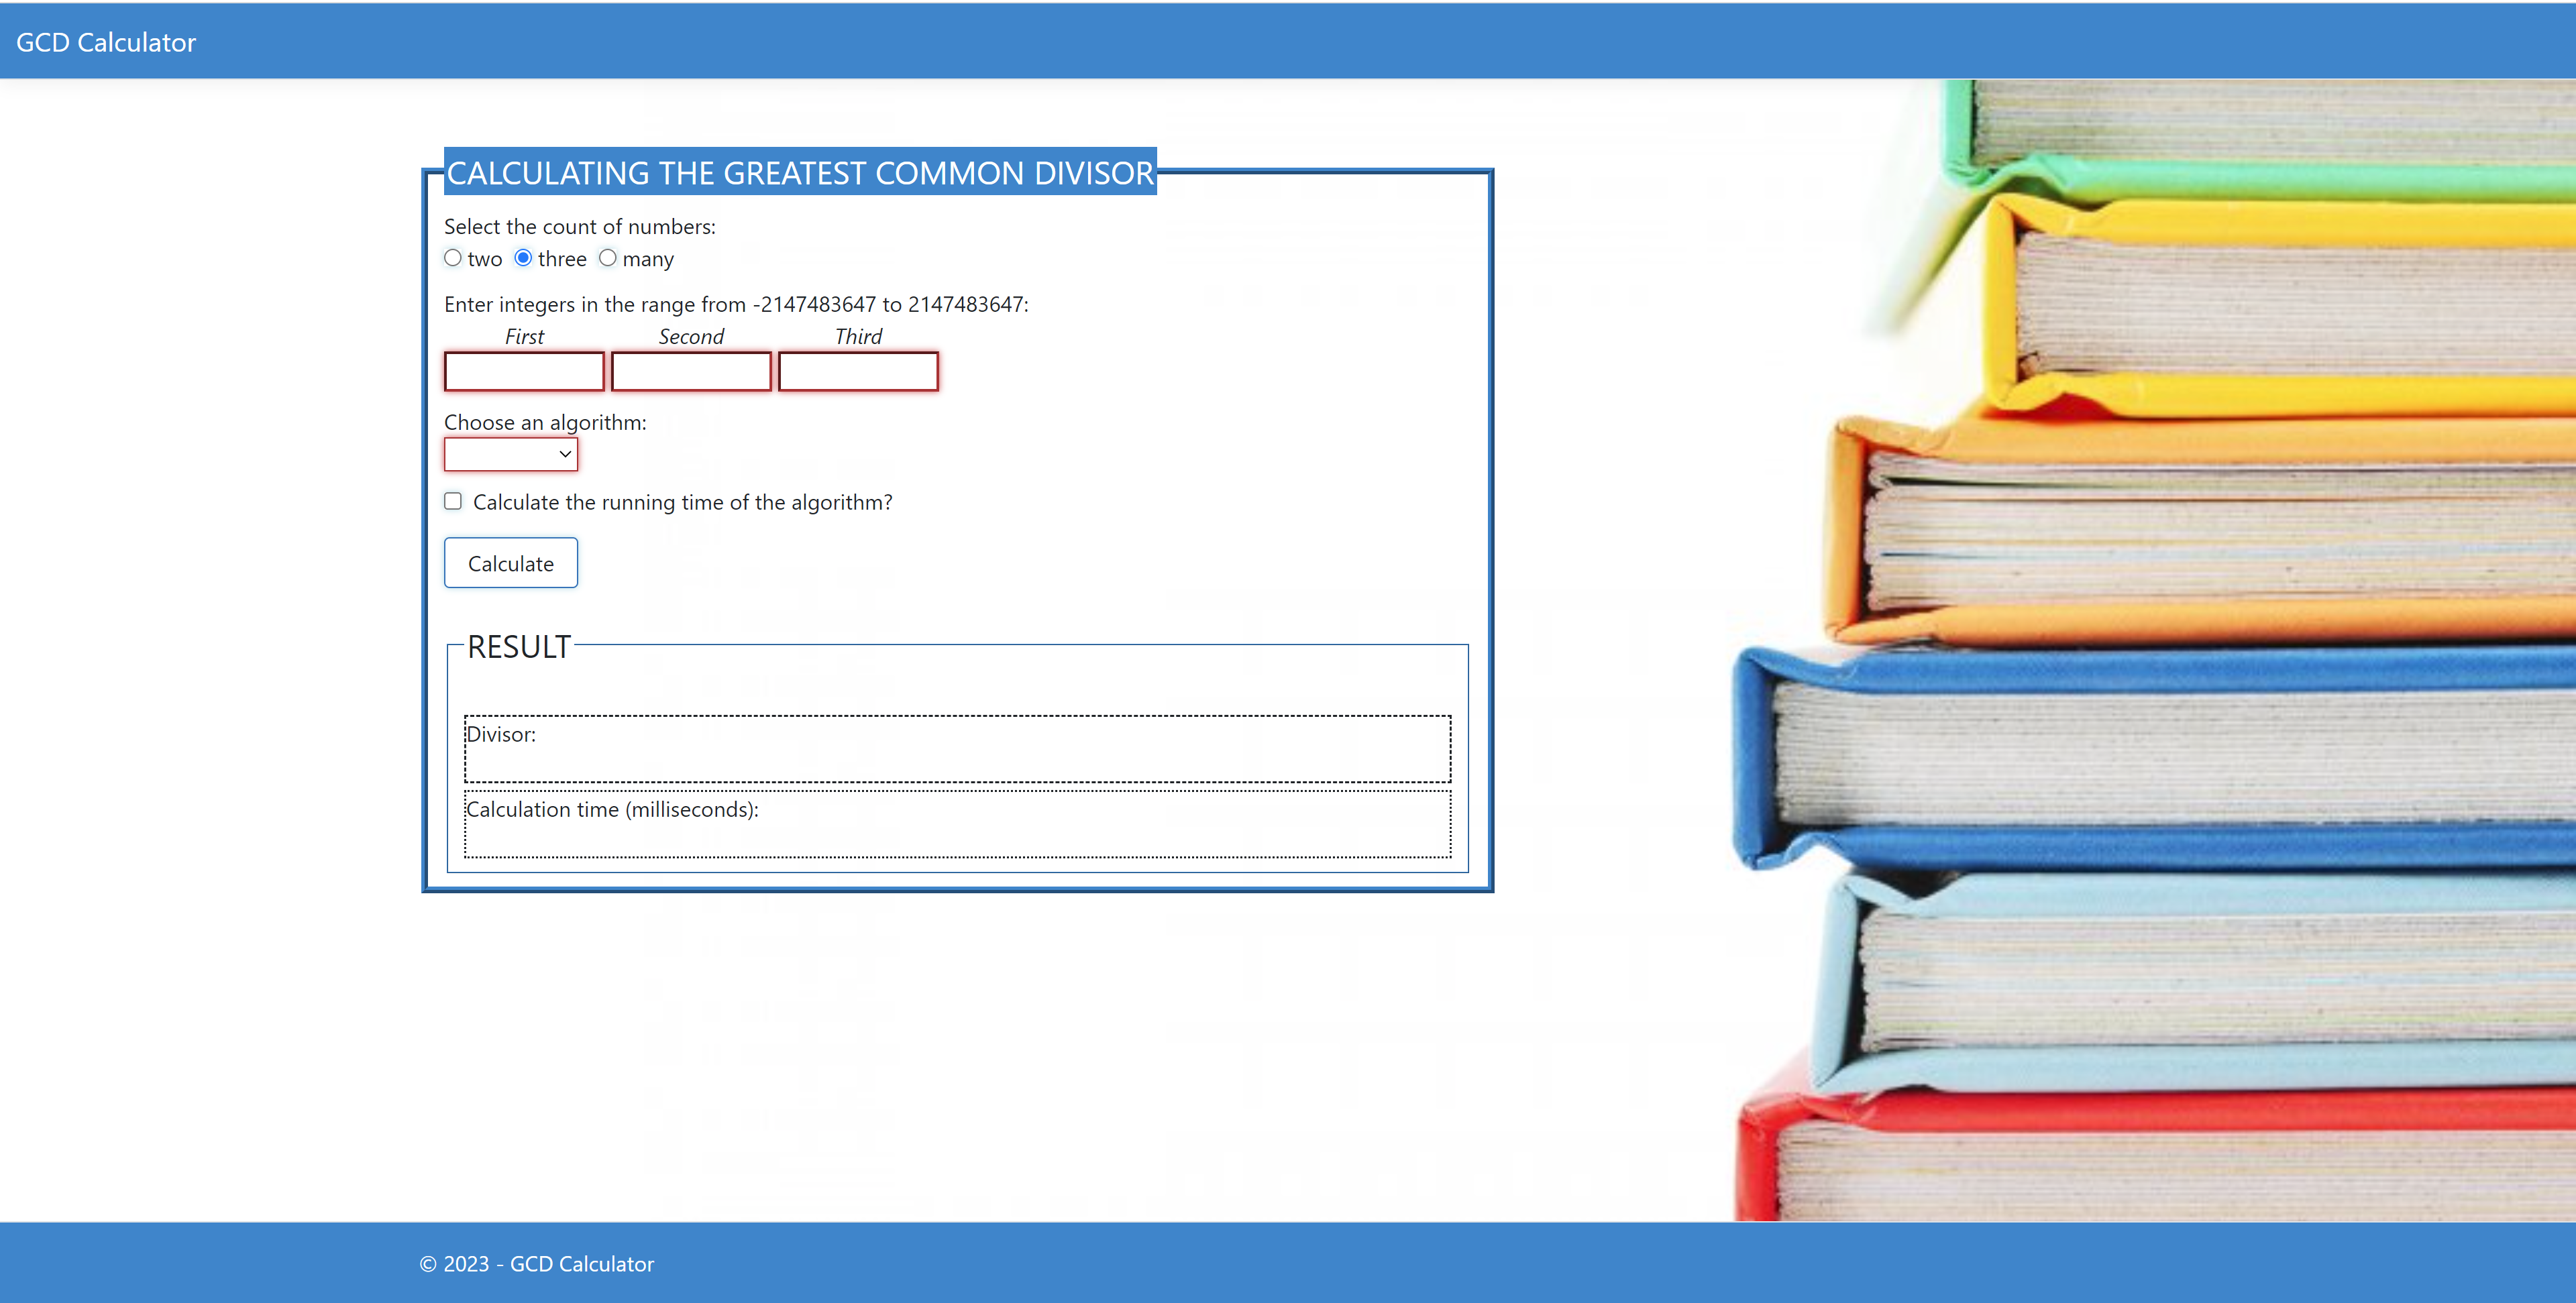 GCD Calculator
CALCULATING THE GREATEST COMMON DIVISOR
Select the count of numbers:
two three many
Enter integers in the range from -2147483647 to 2147483647:
First Second Third
Choose an algorithm:
Calculate the running time of the algorithm?
Calculate
RESULT
Divisor:
Calculation time (milliseconds):
© 2023 - GCD Calculator